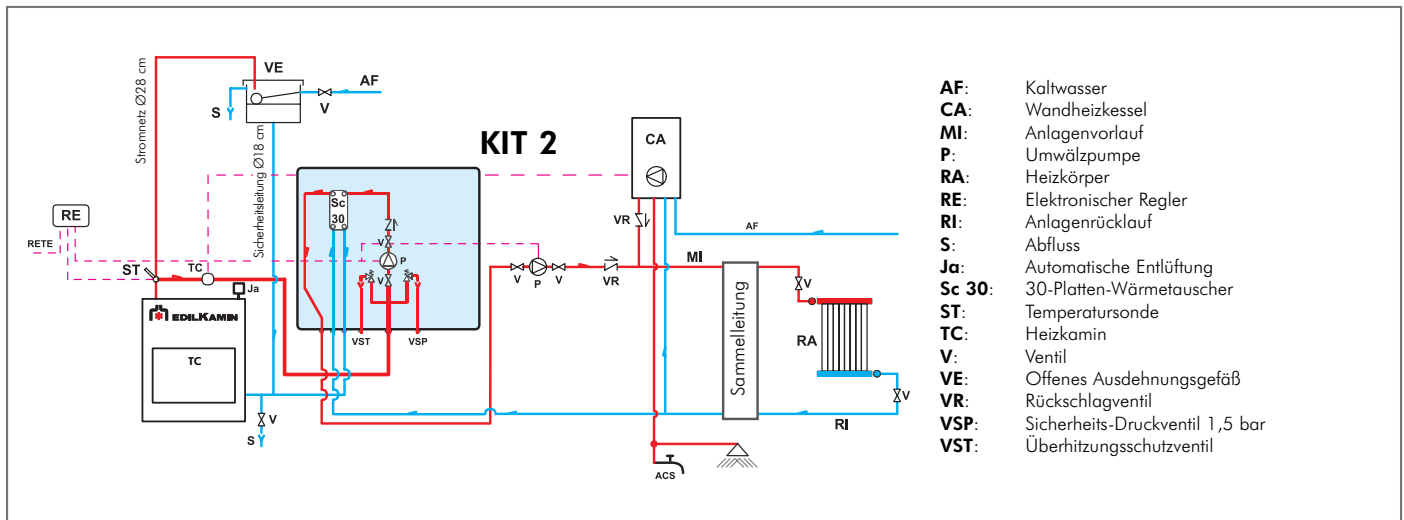 VE
AF
S
V
Stromnetz Ø28 cm
Sicherheitsleitung Ø18 cm
KIT 2
CA
Sc
30
V
P
V
VST
VSP
RE
RETE
ST
TC
Ja
EDILKAMIN
TC
V
S
VR
AF
MI
V
P
V
VR
Sammelleitung
V
RA
V
RI
ACS
AF: Kaltwasser
CA: Wandheizkessel
MI: Anlagenvorlauf
P: Umwälzpumpe
RA: Heizkörper
RE: Elektronischer Regler
RI: Anlagenrücklauf
S: Abfluss
Ja: Automatische Entlüftung
Sc 30: 30-Platten-Wärmetauscher
ST: Temperatursonde
TC: Heizkamin
V: Ventil
VE: Offenes Ausdehnungsgefäß
VR: Rückschlagventil
VSP: Sicherheits-Druckventil 1,5 bar
VST: Überhitzungsschutzventil